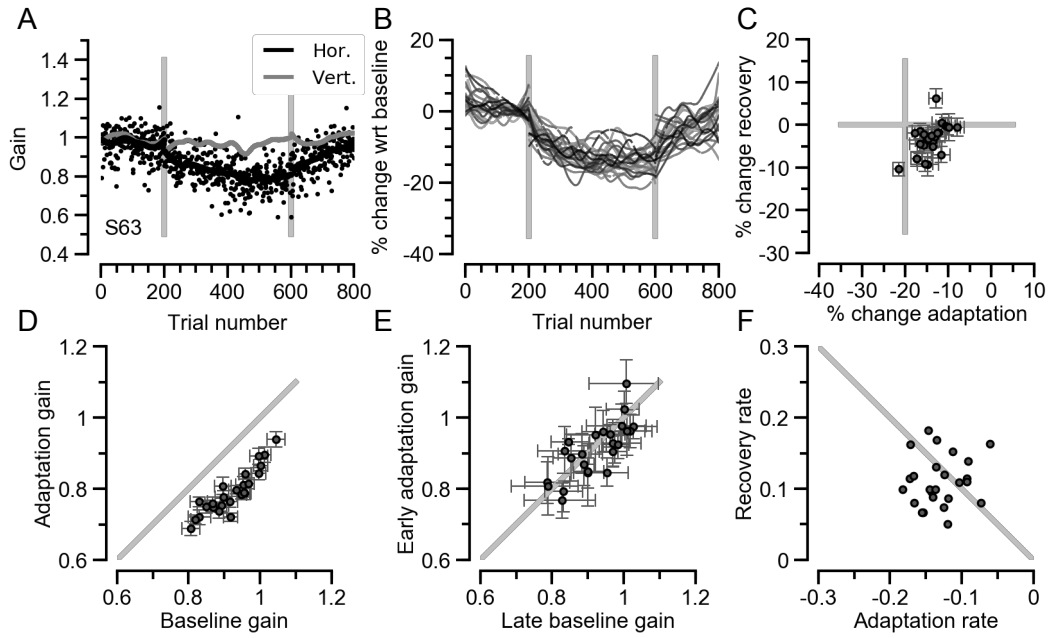 A
Gain
1.4
1.2
1
0.8
0.6
0.4
Hor.
Vert.
S63
0 200 400 600 800
Trial number
B
% change wrt baseline
20
0
-20
-40
0 200 400 600 800
Trial number
C
% change recovery
20
10
0
-10
-20
-30
-40 -30 -20 -10 0 10
% change adaptation
D
Adaptation gain
1.2
1
0.8
0.6
0.6 0.8 1 1.2
Baseline gain
E
Early adaptation gain
1.2
1
0.8
0.6
0.6 0.8 1 1.2
Late baseline gain
F
Recovery rate
0.3
0.2
0.1
0
-0.3 -0.2 -0.1 0
Adaptation rate